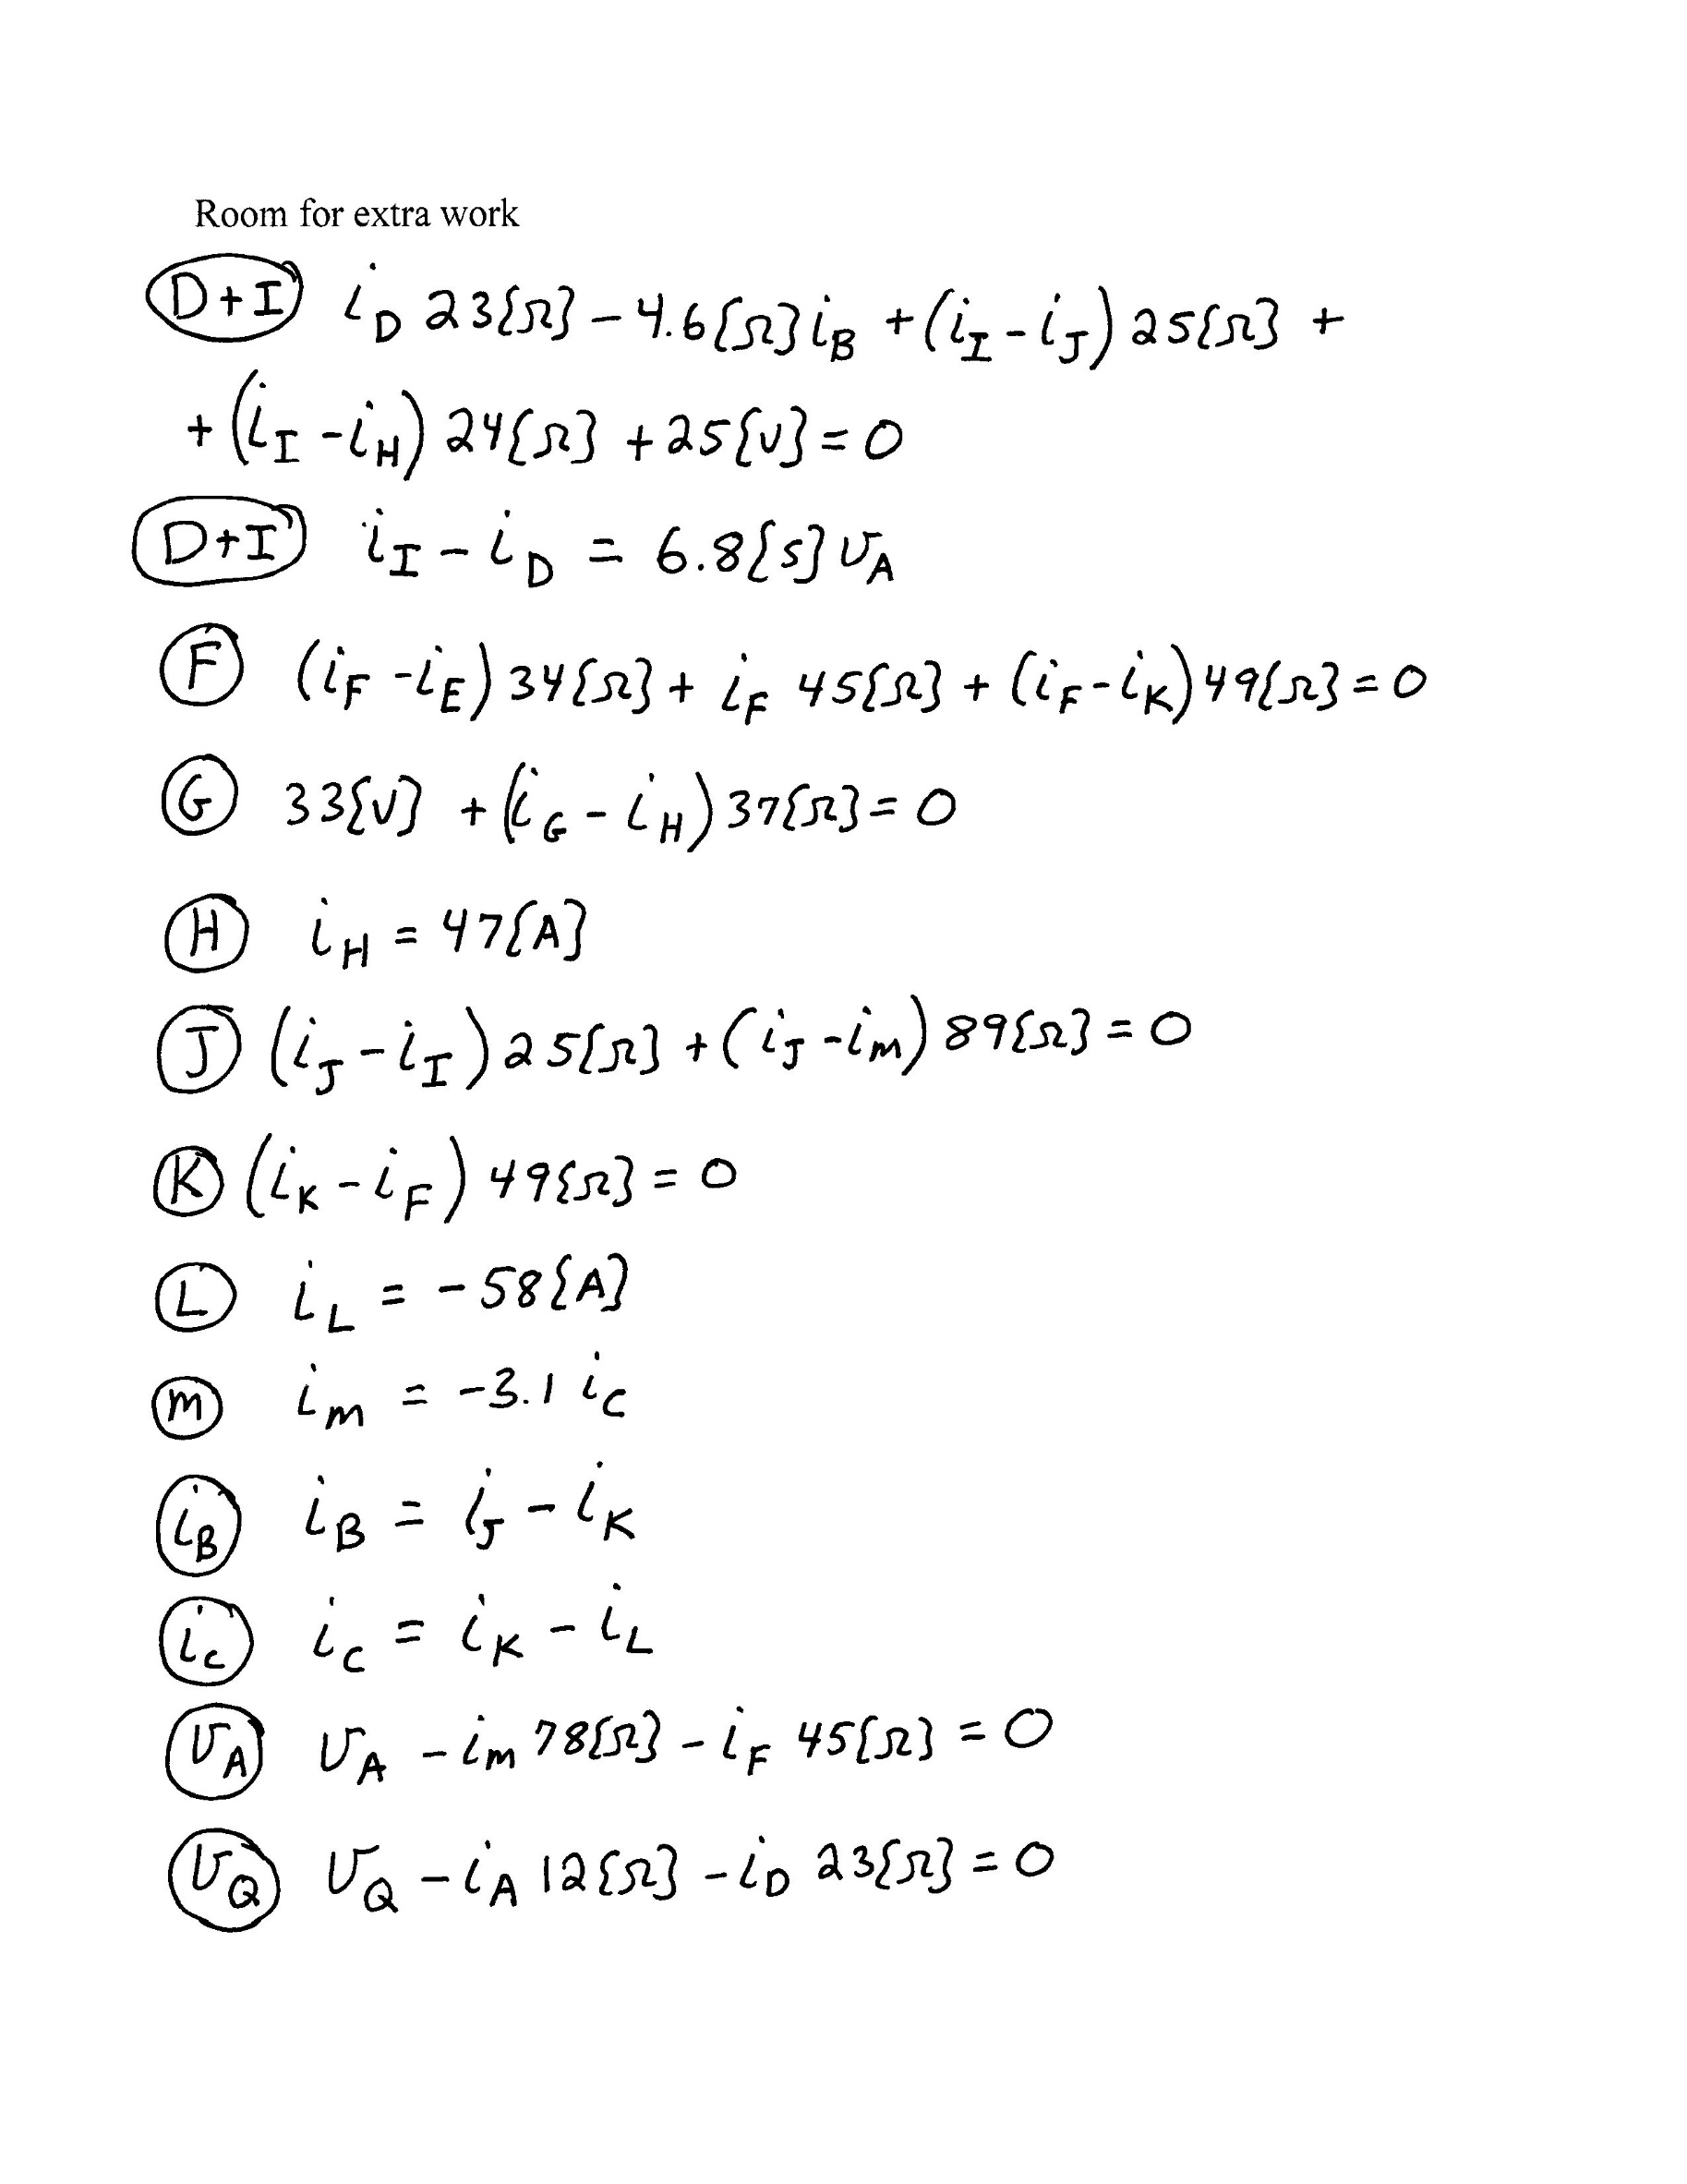 Room for extra work
D+I i_D 23{Ω} - 4.6{Ω} i_B + (i_I - i_J) 25{Ω} +
+ (i_I - i_H) 24{Ω} + 25{V} = 0
D+I i_I - i_D = 6.8{S} v_A
F (i_F - i_E) 34{Ω} + i_F 45{Ω} + (i_F - i_K) 49{Ω} = 0
G 33{V} + (i_G - i_H) 37{Ω} = 0
H i_H = 47{A}
J (i_J - i_I) 25{Ω} + (i_J - i_m) 89{Ω} = 0
K (i_K - i_F) 49{Ω} = 0
L i_L = -58{A}
m i_m = -3.1 i_C
i_B i_B = i_J - i_K
i_C i_C = i_K - i_L
v_A v_A - i_m 78{Ω} - i_F 45{Ω} = 0
v_Q v_Q - i_A 12{Ω} - i_D 23{Ω} = 0